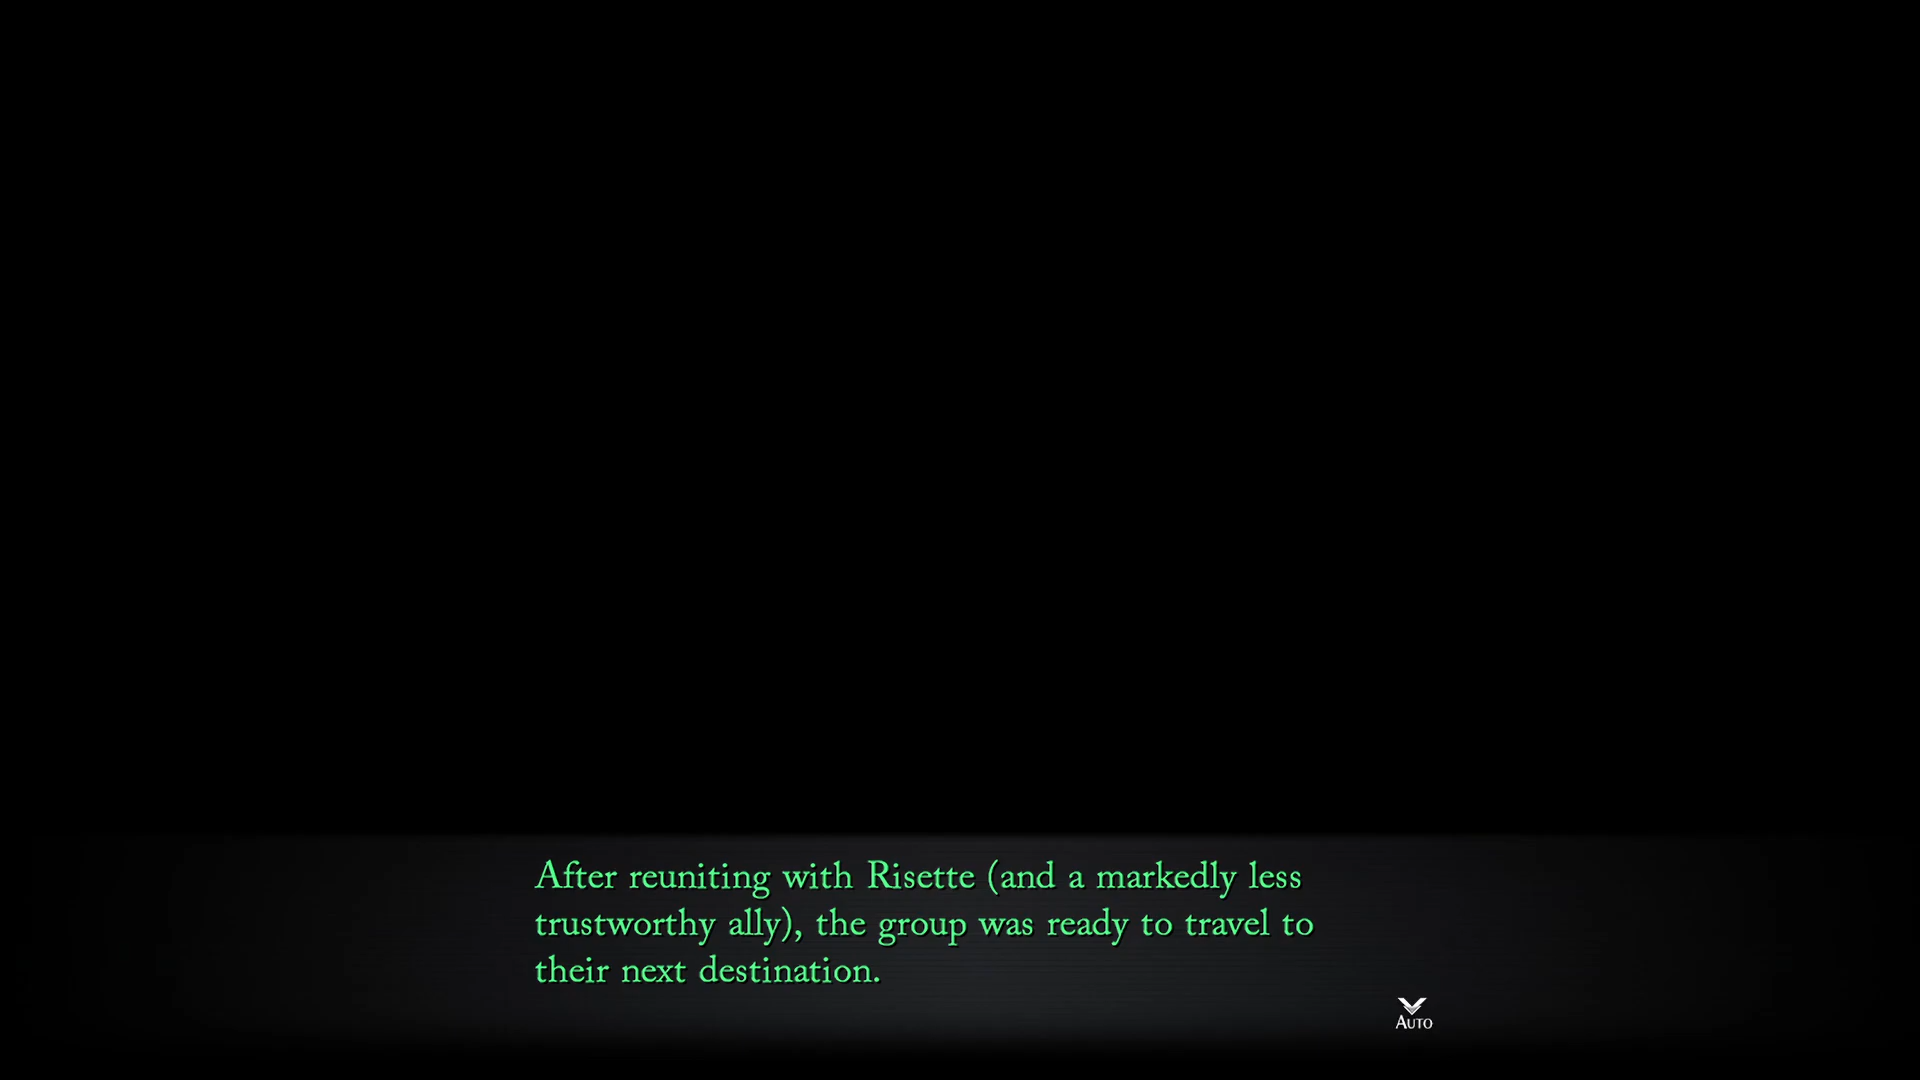 After reuniting with Risette (and a markedly less
trustworthy ally), the group was ready to travel to
their next destination.
AUTO